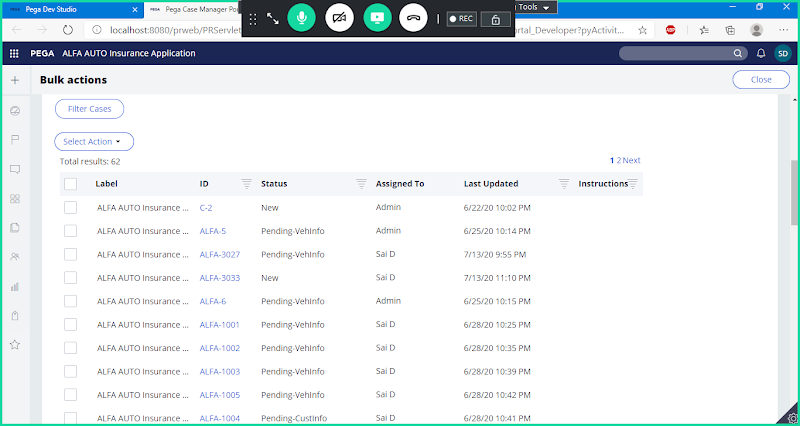 Pega Dev Studio
PEGA Pega Case Manager Po
Tools
REC
localhost:8080/prweb/PRServlet
ortal_Developer?pyActivit...
ABP
PEGA ALFA AUTO Insurance Application
SD
Bulk actions
Close
Filter Cases
Select Action
Total results: 62
1 2 Next
Label ID Status Assigned To Last Updated Instructions
ALFA AUTO Insurance ... C-2 New Admin 6/22/20 10:02 PM
ALFA AUTO Insurance ... ALFA-5 Pending-VehInfo Admin 6/25/20 10:14 PM
ALFA AUTO Insurance ... ALFA-3027 Pending-VehInfo Sai D 7/13/20 9:55 PM
ALFA AUTO Insurance ... ALFA-3033 New Sai D 7/13/20 11:10 PM
ALFA AUTO Insurance ... ALFA-6 Pending-VehInfo Admin 6/25/20 10:15 PM
ALFA AUTO Insurance ... ALFA-1001 Pending-VehInfo Sai D 6/28/20 10:25 PM
ALFA AUTO Insurance ... ALFA-1002 Pending-VehInfo Sai D 6/28/20 10:35 PM
ALFA AUTO Insurance ... ALFA-1003 Pending-VehInfo Sai D 6/28/20 10:39 PM
ALFA AUTO Insurance ... ALFA-1005 Pending-VehInfo Sai D 6/28/20 10:42 PM
ALFA AUTO Insurance ... ALFA-1004 Pending-CustInfo Sai D 6/28/20 10:41 PM